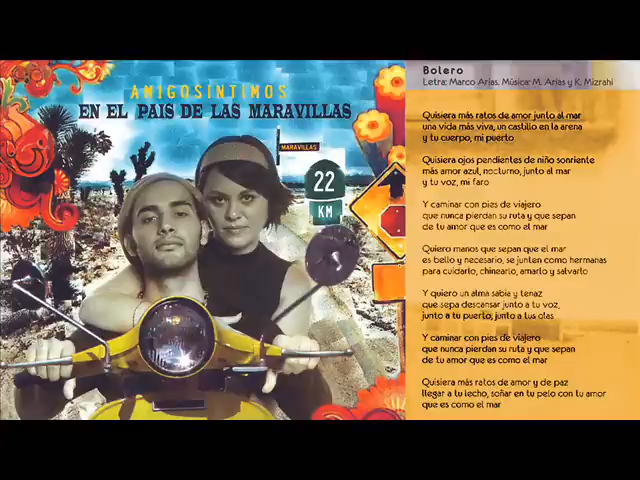 AMIGOSINTIMOS
EN EL PAIS DE LAS MARAVILLAS
MARAVILLAS
22
KM
Bolero
Letra: Marco Arias. Música: M. Arias y K. Mizrahi
Quisiera más ratos de amor junto al mar
una vida más viva, un castillo en la arena
y tu cuerpo, mi puerto.
Quisiera ojos pendientes de niño sonriente
más amor azul, nocturno, junto al mar
y tu voz, mi faro
Y caminar con pies de viajero
que nunca pierdan su ruta y que sepan
de tu amor que es como el mar
Quiero manos que sepan que el mar
es bello y necesario, se junten como hermanas
para cuidarlo, chinearlo, amarlo y salvarlo
Y quiero un alma sabia y tenaz
que sepa descansar junto a tu voz,
junto a tu puerto, junto a tus olas
Y caminar con pies de viajero
que nunca pierdan su ruta y que sepan
de tu amor que es como el mar
Quisiera más ratos de amor y de paz
llegar a tu lecho, soñar en tu pelo con tu amor
que es como el mar